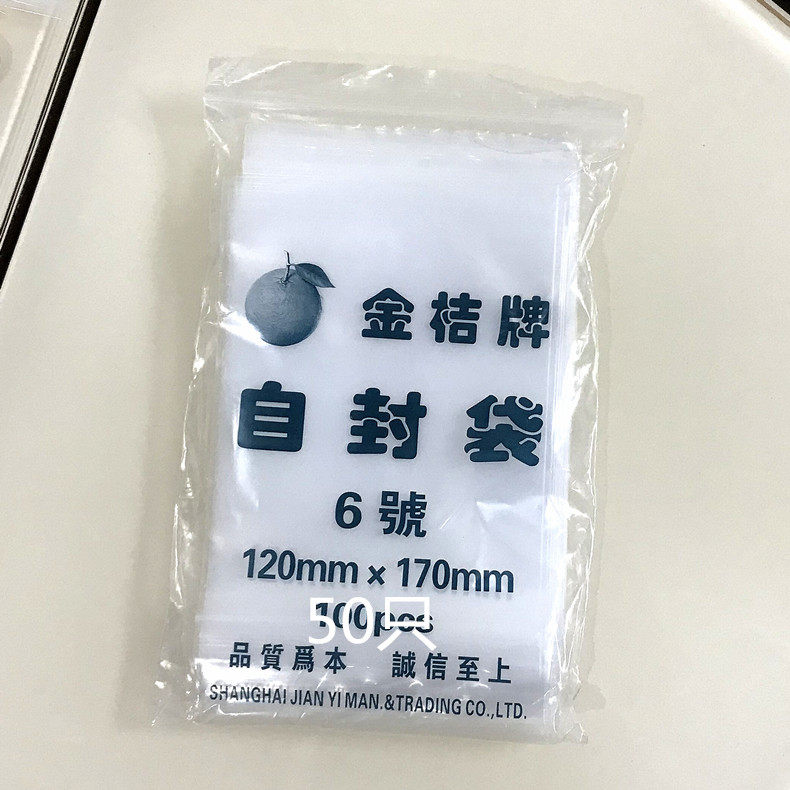 金桔牌
自封袋
6號
120mm x 170mm
100pcs
50只
品質爲本 誠信至上
SHANGHAI JIAN YI MAN.&TRADING CO.,LTD.